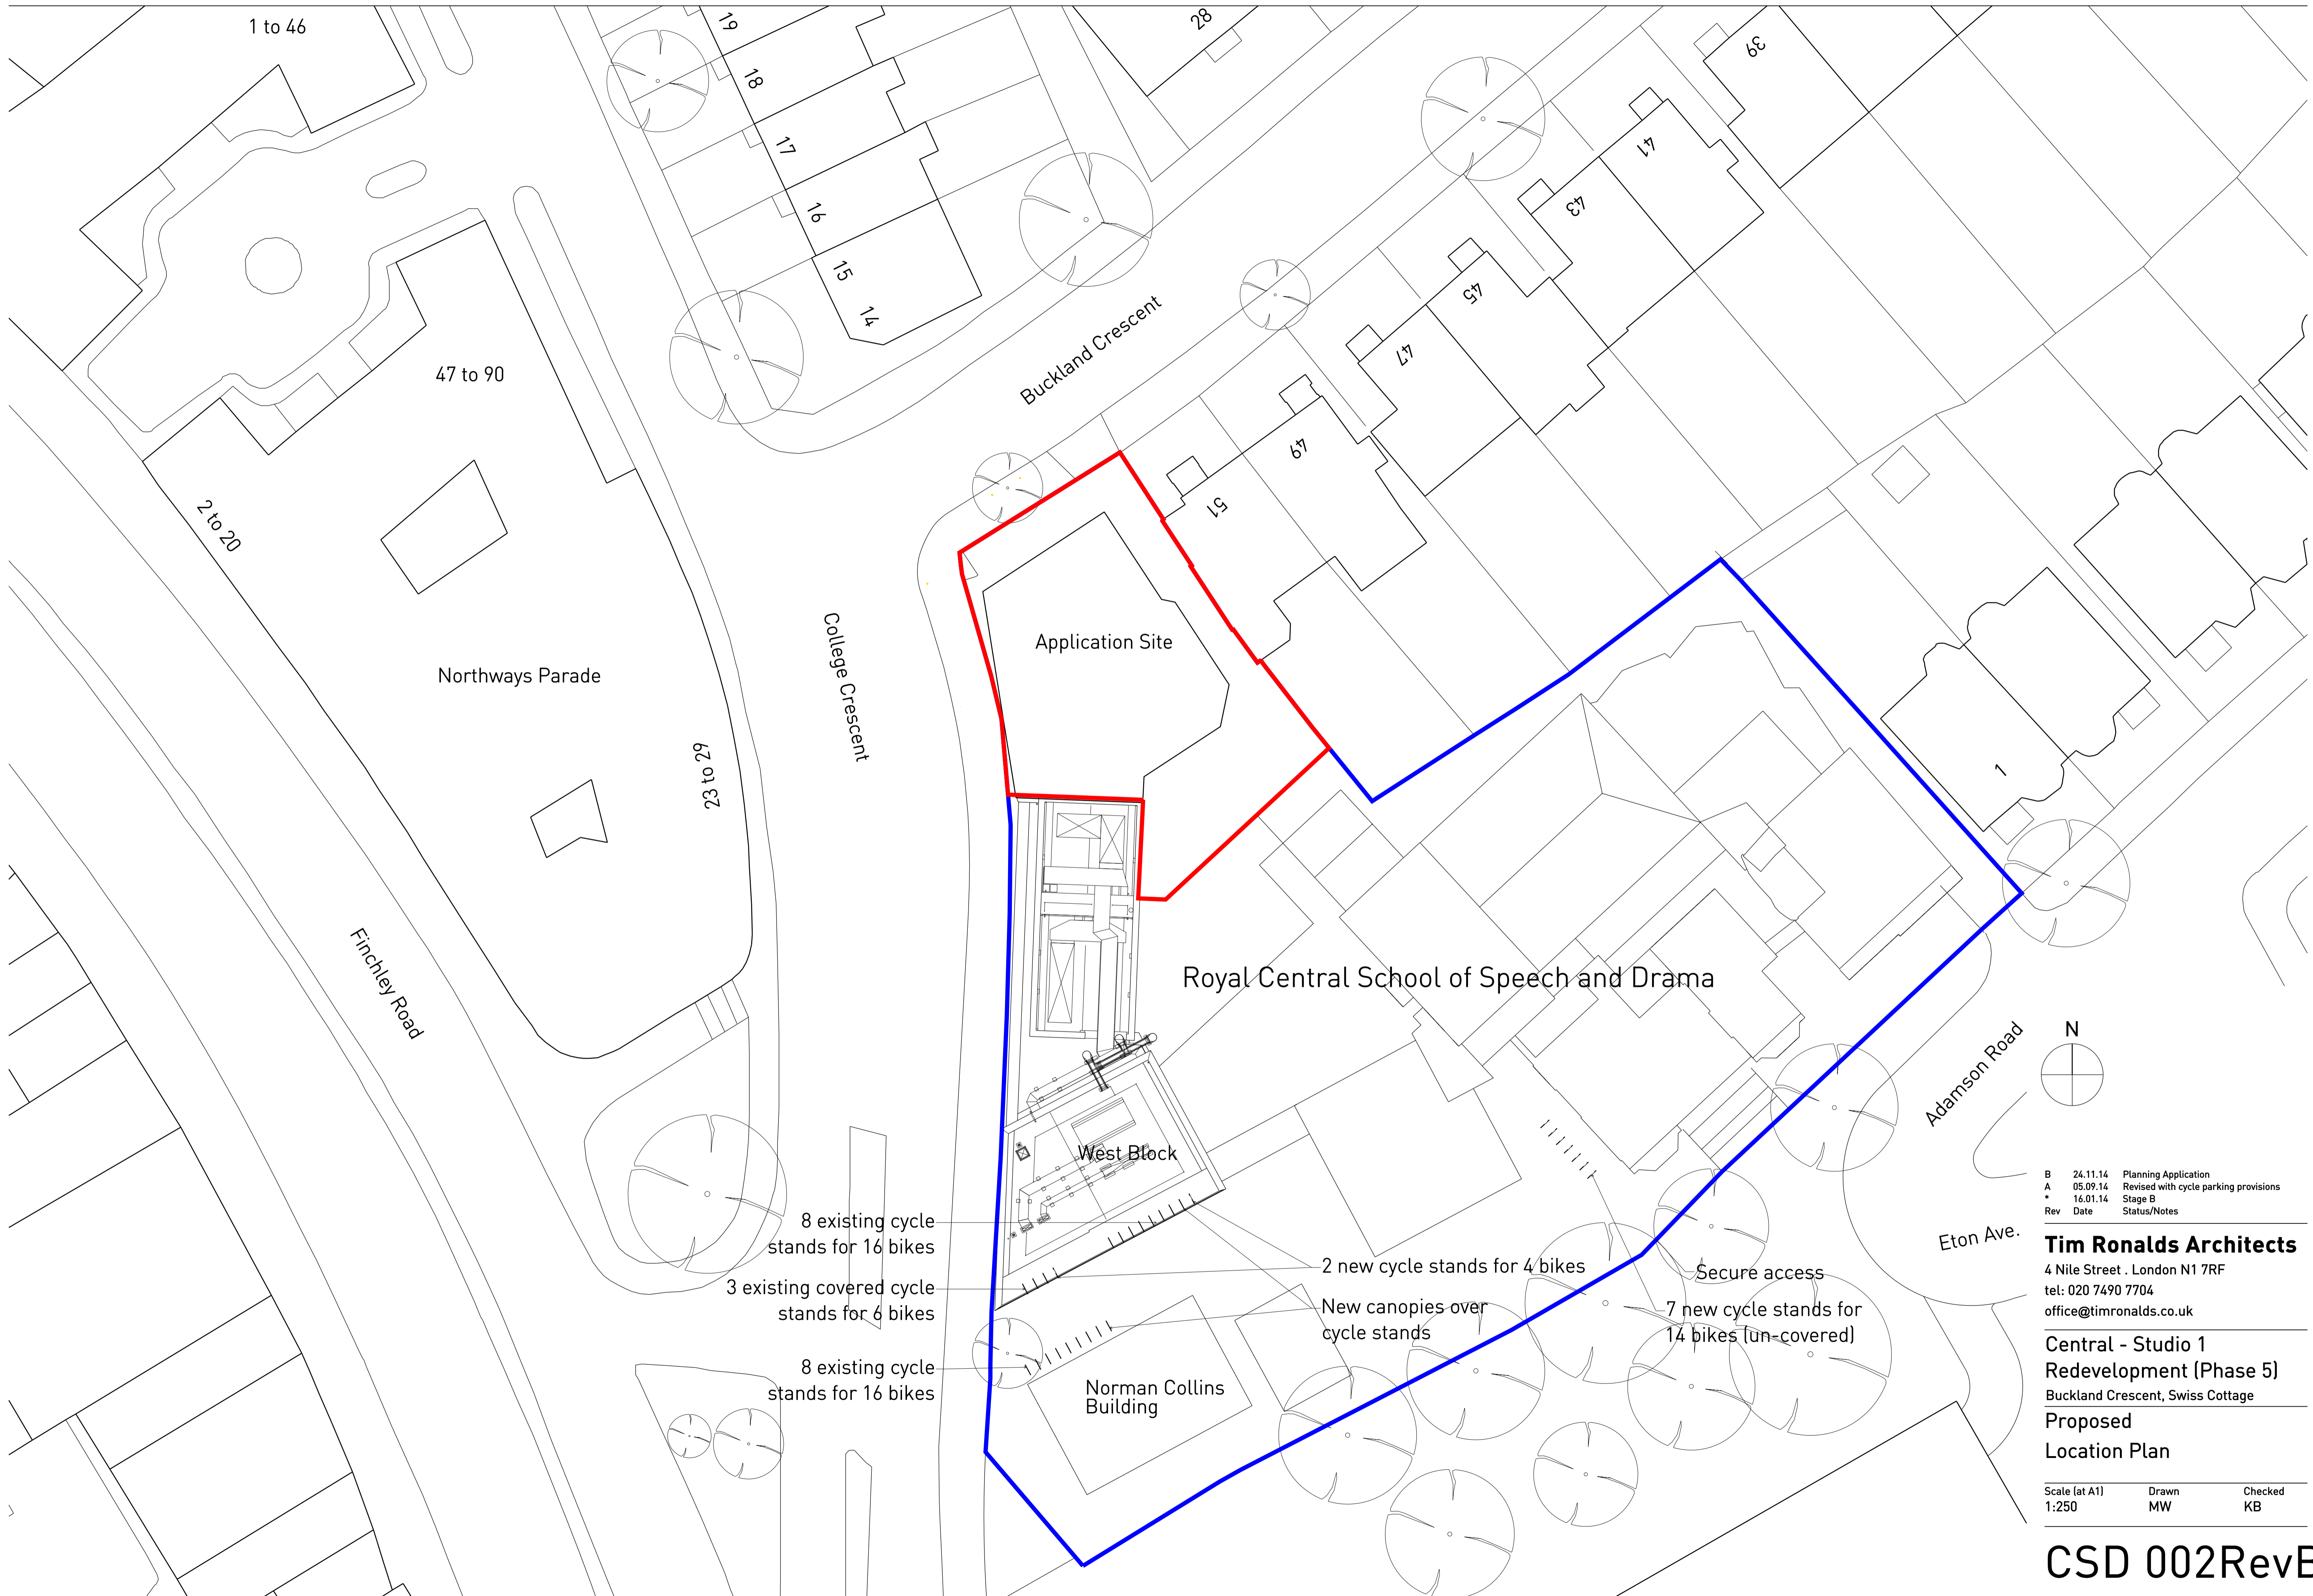 1 to 46
19
18
17
16
15
14
28
39
41
43
45
47
49
51
47 to 90
2 to 20
Buckland Crescent
Application Site
College Crescent
Northways Parade
23 to 29
Finchley Road
1
Royal Central School of Speech and Drama
Adamson Road
N
Eton Ave.
West Block
8 existing cycle
stands for 16 bikes
3 existing covered cycle
stands for 6 bikes
8 existing cycle
stands for 16 bikes
2 new cycle stands for 4 bikes
New canopies over
cycle stands
Secure access
7 new cycle stands for
14 bikes (un-covered)
Norman Collins
Building
B 24.11.14 Planning Application
A 05.09.14 Revised with cycle parking provisions
* 16.01.14 Stage B
Rev Date Status/Notes
Tim Ronalds Architects
4 Nile Street . London N1 7RF
tel: 020 7490 7704
office@timronalds.co.uk
Central - Studio 1
Redevelopment (Phase 5)
Buckland Crescent, Swiss Cottage
Proposed
Location Plan
Scale (at A1) Drawn Checked
1:250 MW KB
CSD 002RevB